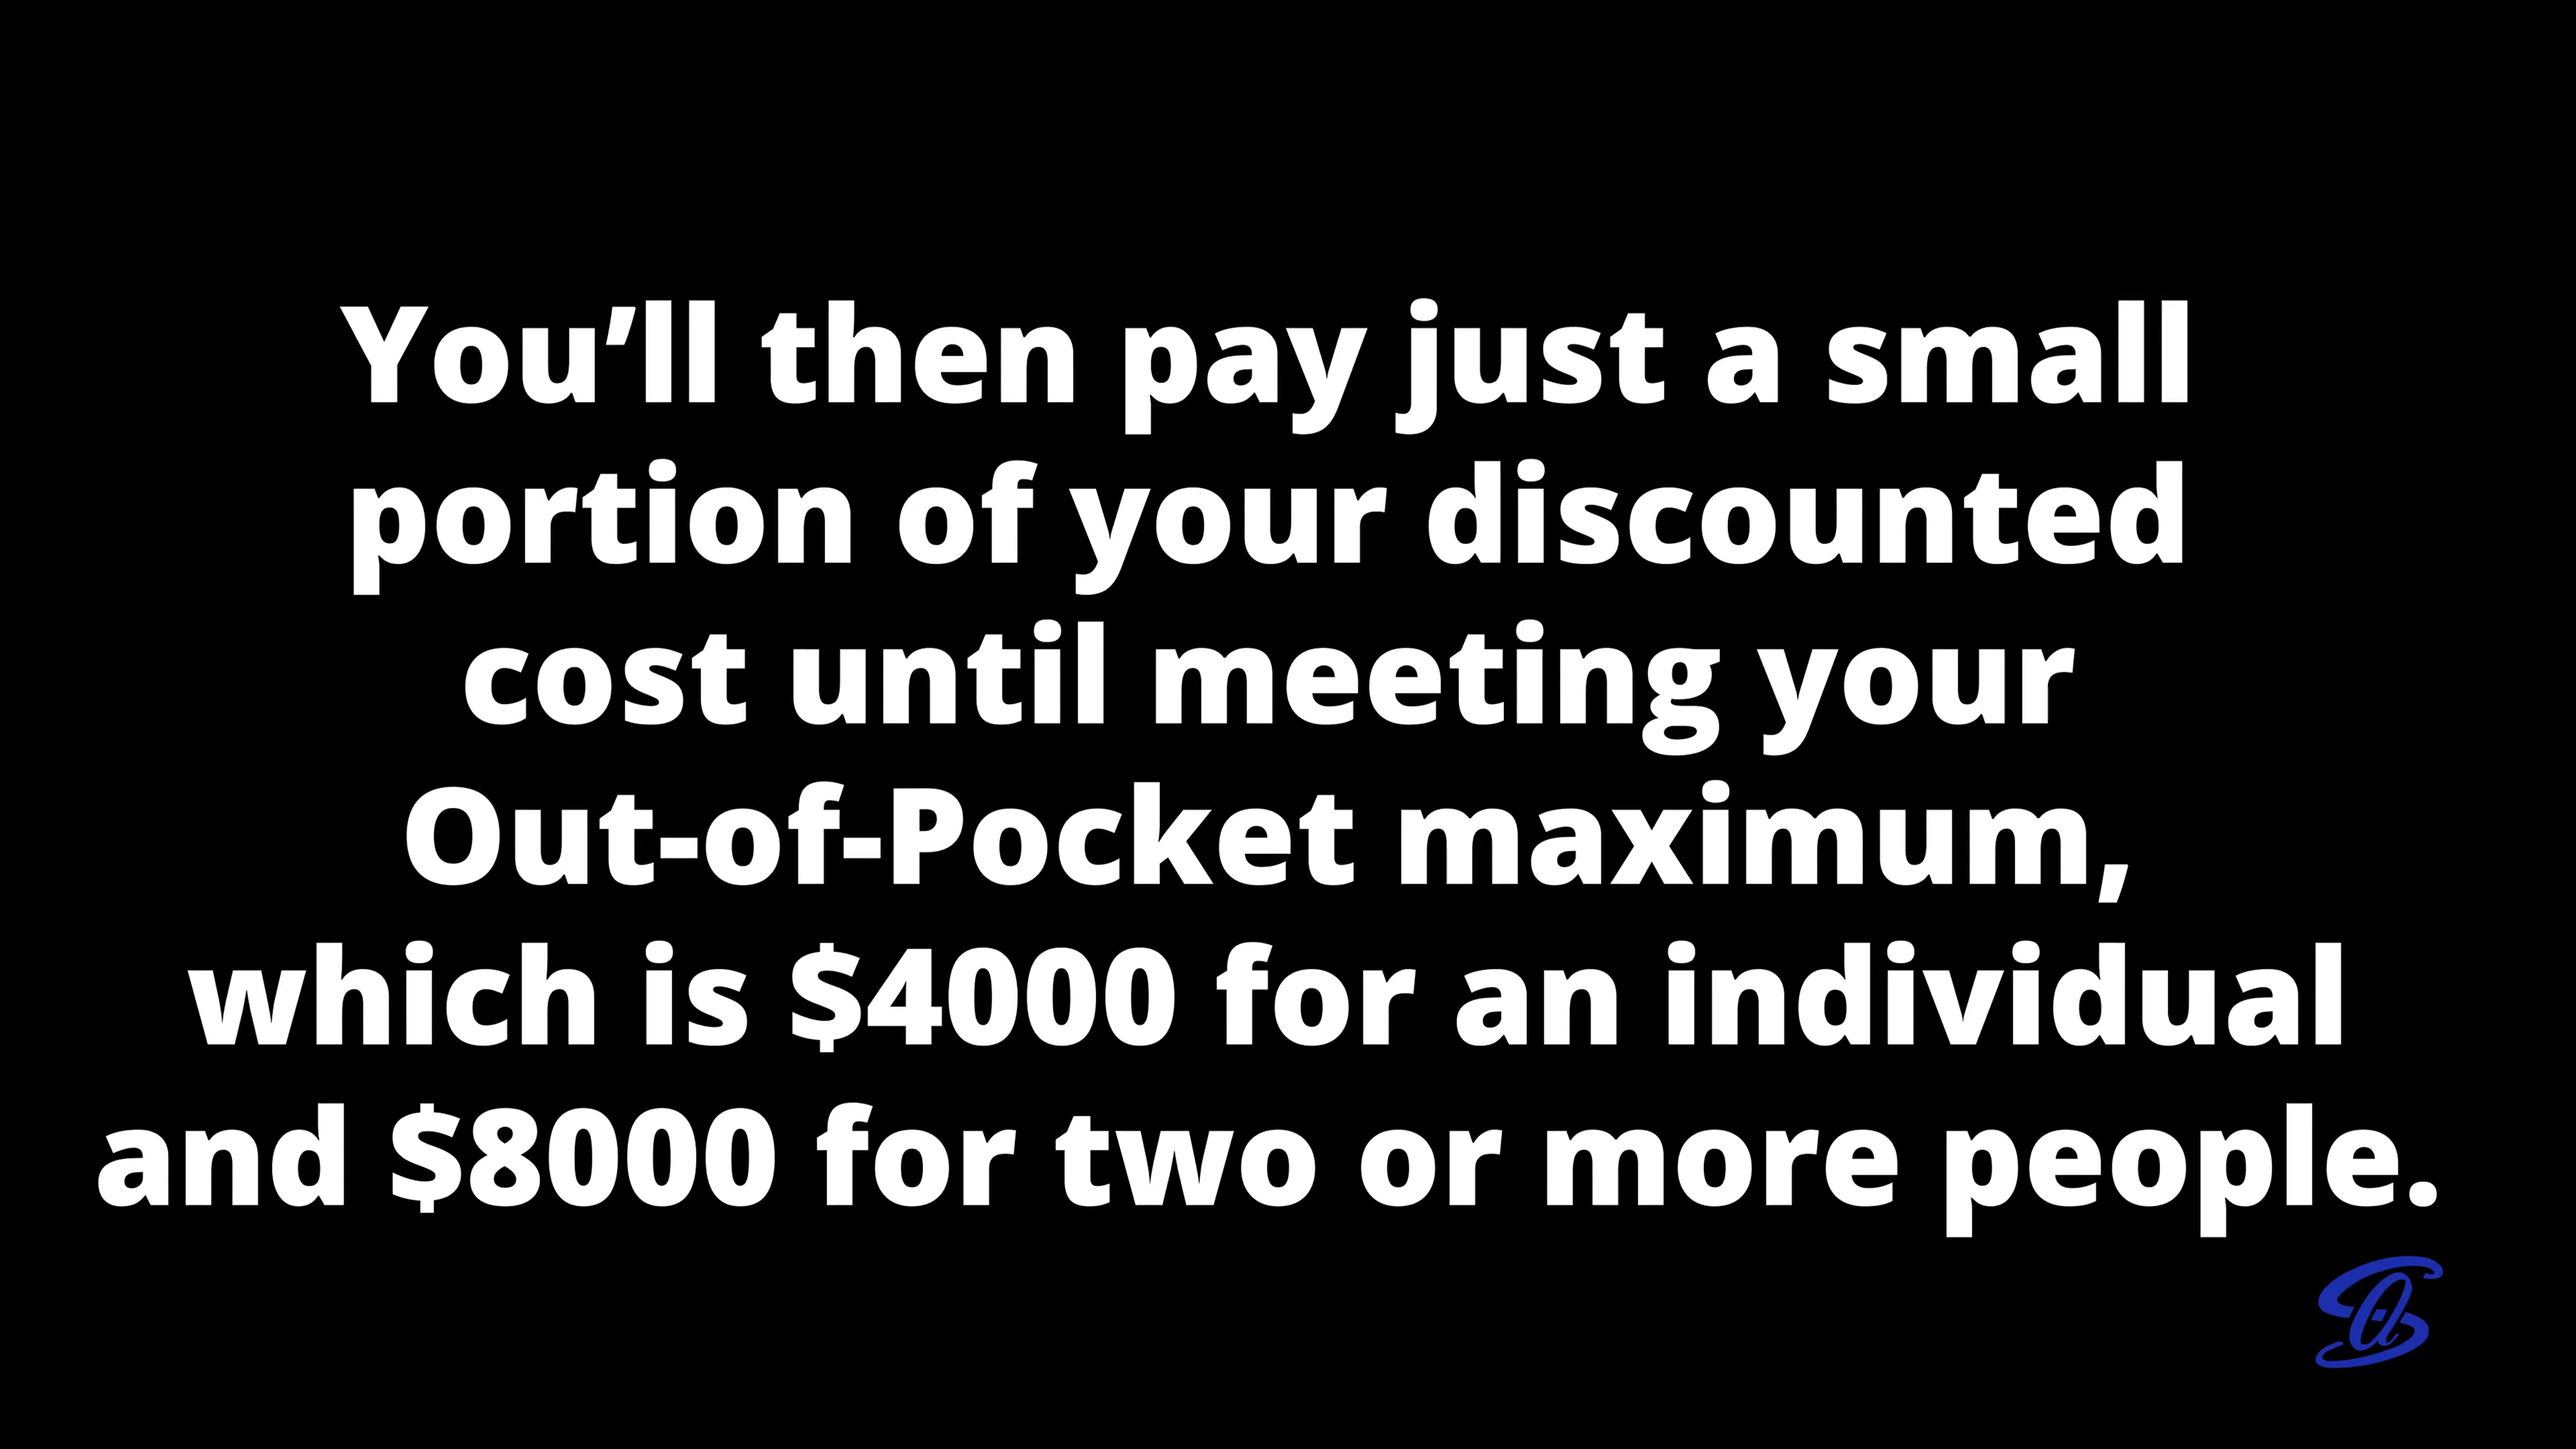 You’ll then pay just a small
portion of your discounted
cost until meeting your
Out-of-Pocket maximum,
which is $4000 for an individual
and $8000 for two or more people.